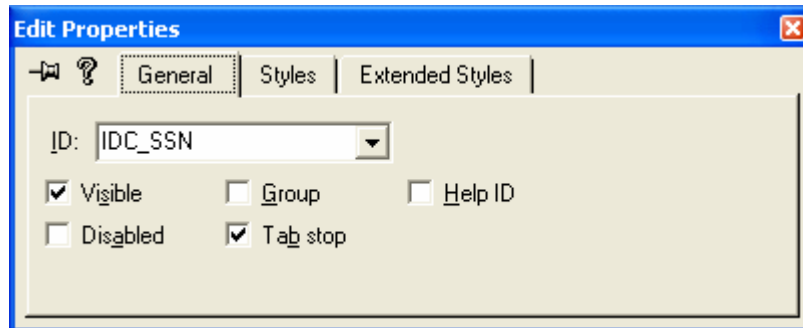 Edit Properties
General Styles Extended Styles
ID: IDC_SSN
Visible Group Help ID
Disabled Tab stop